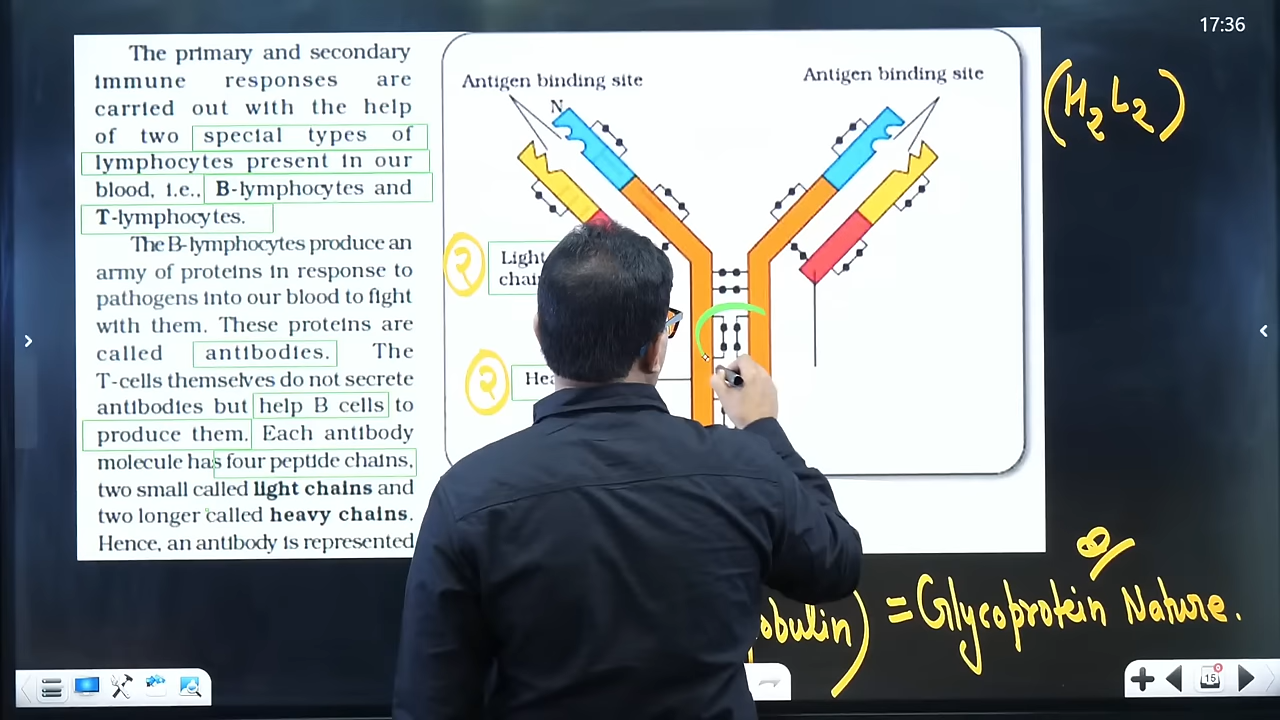 17:36
The primary and secondary
immune responses are
carried out with the help
of two special types of
lymphocytes present in our
blood, i.e., B-lymphocytes and
T-lymphocytes.
The B-lymphocytes produce an
army of proteins in response to
pathogens into our blood to fight
with them. These proteins are
called antibodies. The
T-cells themselves do not secrete
antibodies but help B cells to
produce them. Each antibody
molecule has four peptide chains,
two small called light chains and
two longer called heavy chains.
Hence, an antibody is represented
Antigen binding site
Antigen binding site
N
२ Light
२
(H2L2)
obulin) = Glycoprotein Nature.
15